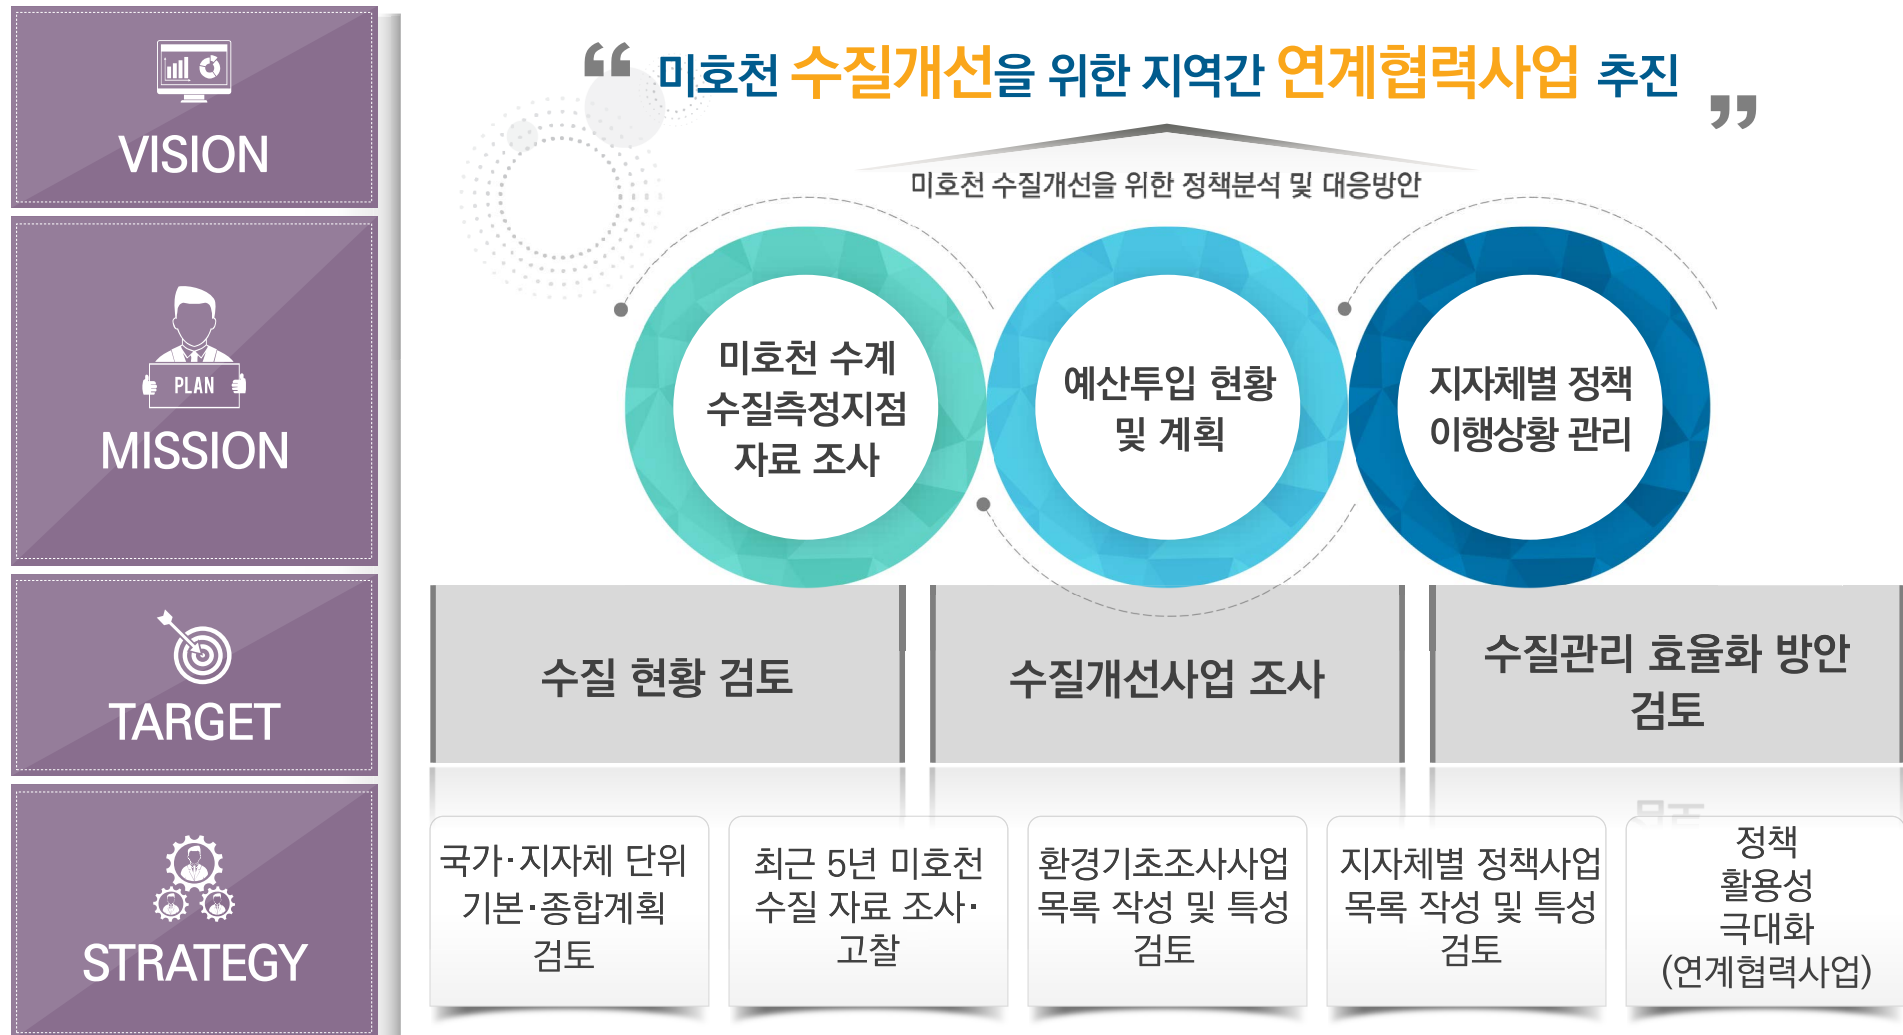 VISION
“ 미호천 수질개선을 위한 지역간 연계협력사업 추진 ”
미호천 수질개선을 위한 정책분석 및 대응방안
PLAN
MISSION
미호천 수계
수질측정지점
자료 조사
예산투입 현황
및 계획
지자체별 정책
이행상황 관리
TARGET
수질 현황 검토
수질개선사업 조사
수질관리 효율화 방안
검토
STRATEGY
국가·지자체 단위
기본·종합계획
검토
최근 5년 미호천
수질 자료 조사·
고찰
환경기초조사사업
목록 작성 및 특성
검토
지자체별 정책사업
목록 작성 및 특성
검토
정책
활용성
극대화
(연계협력사업)